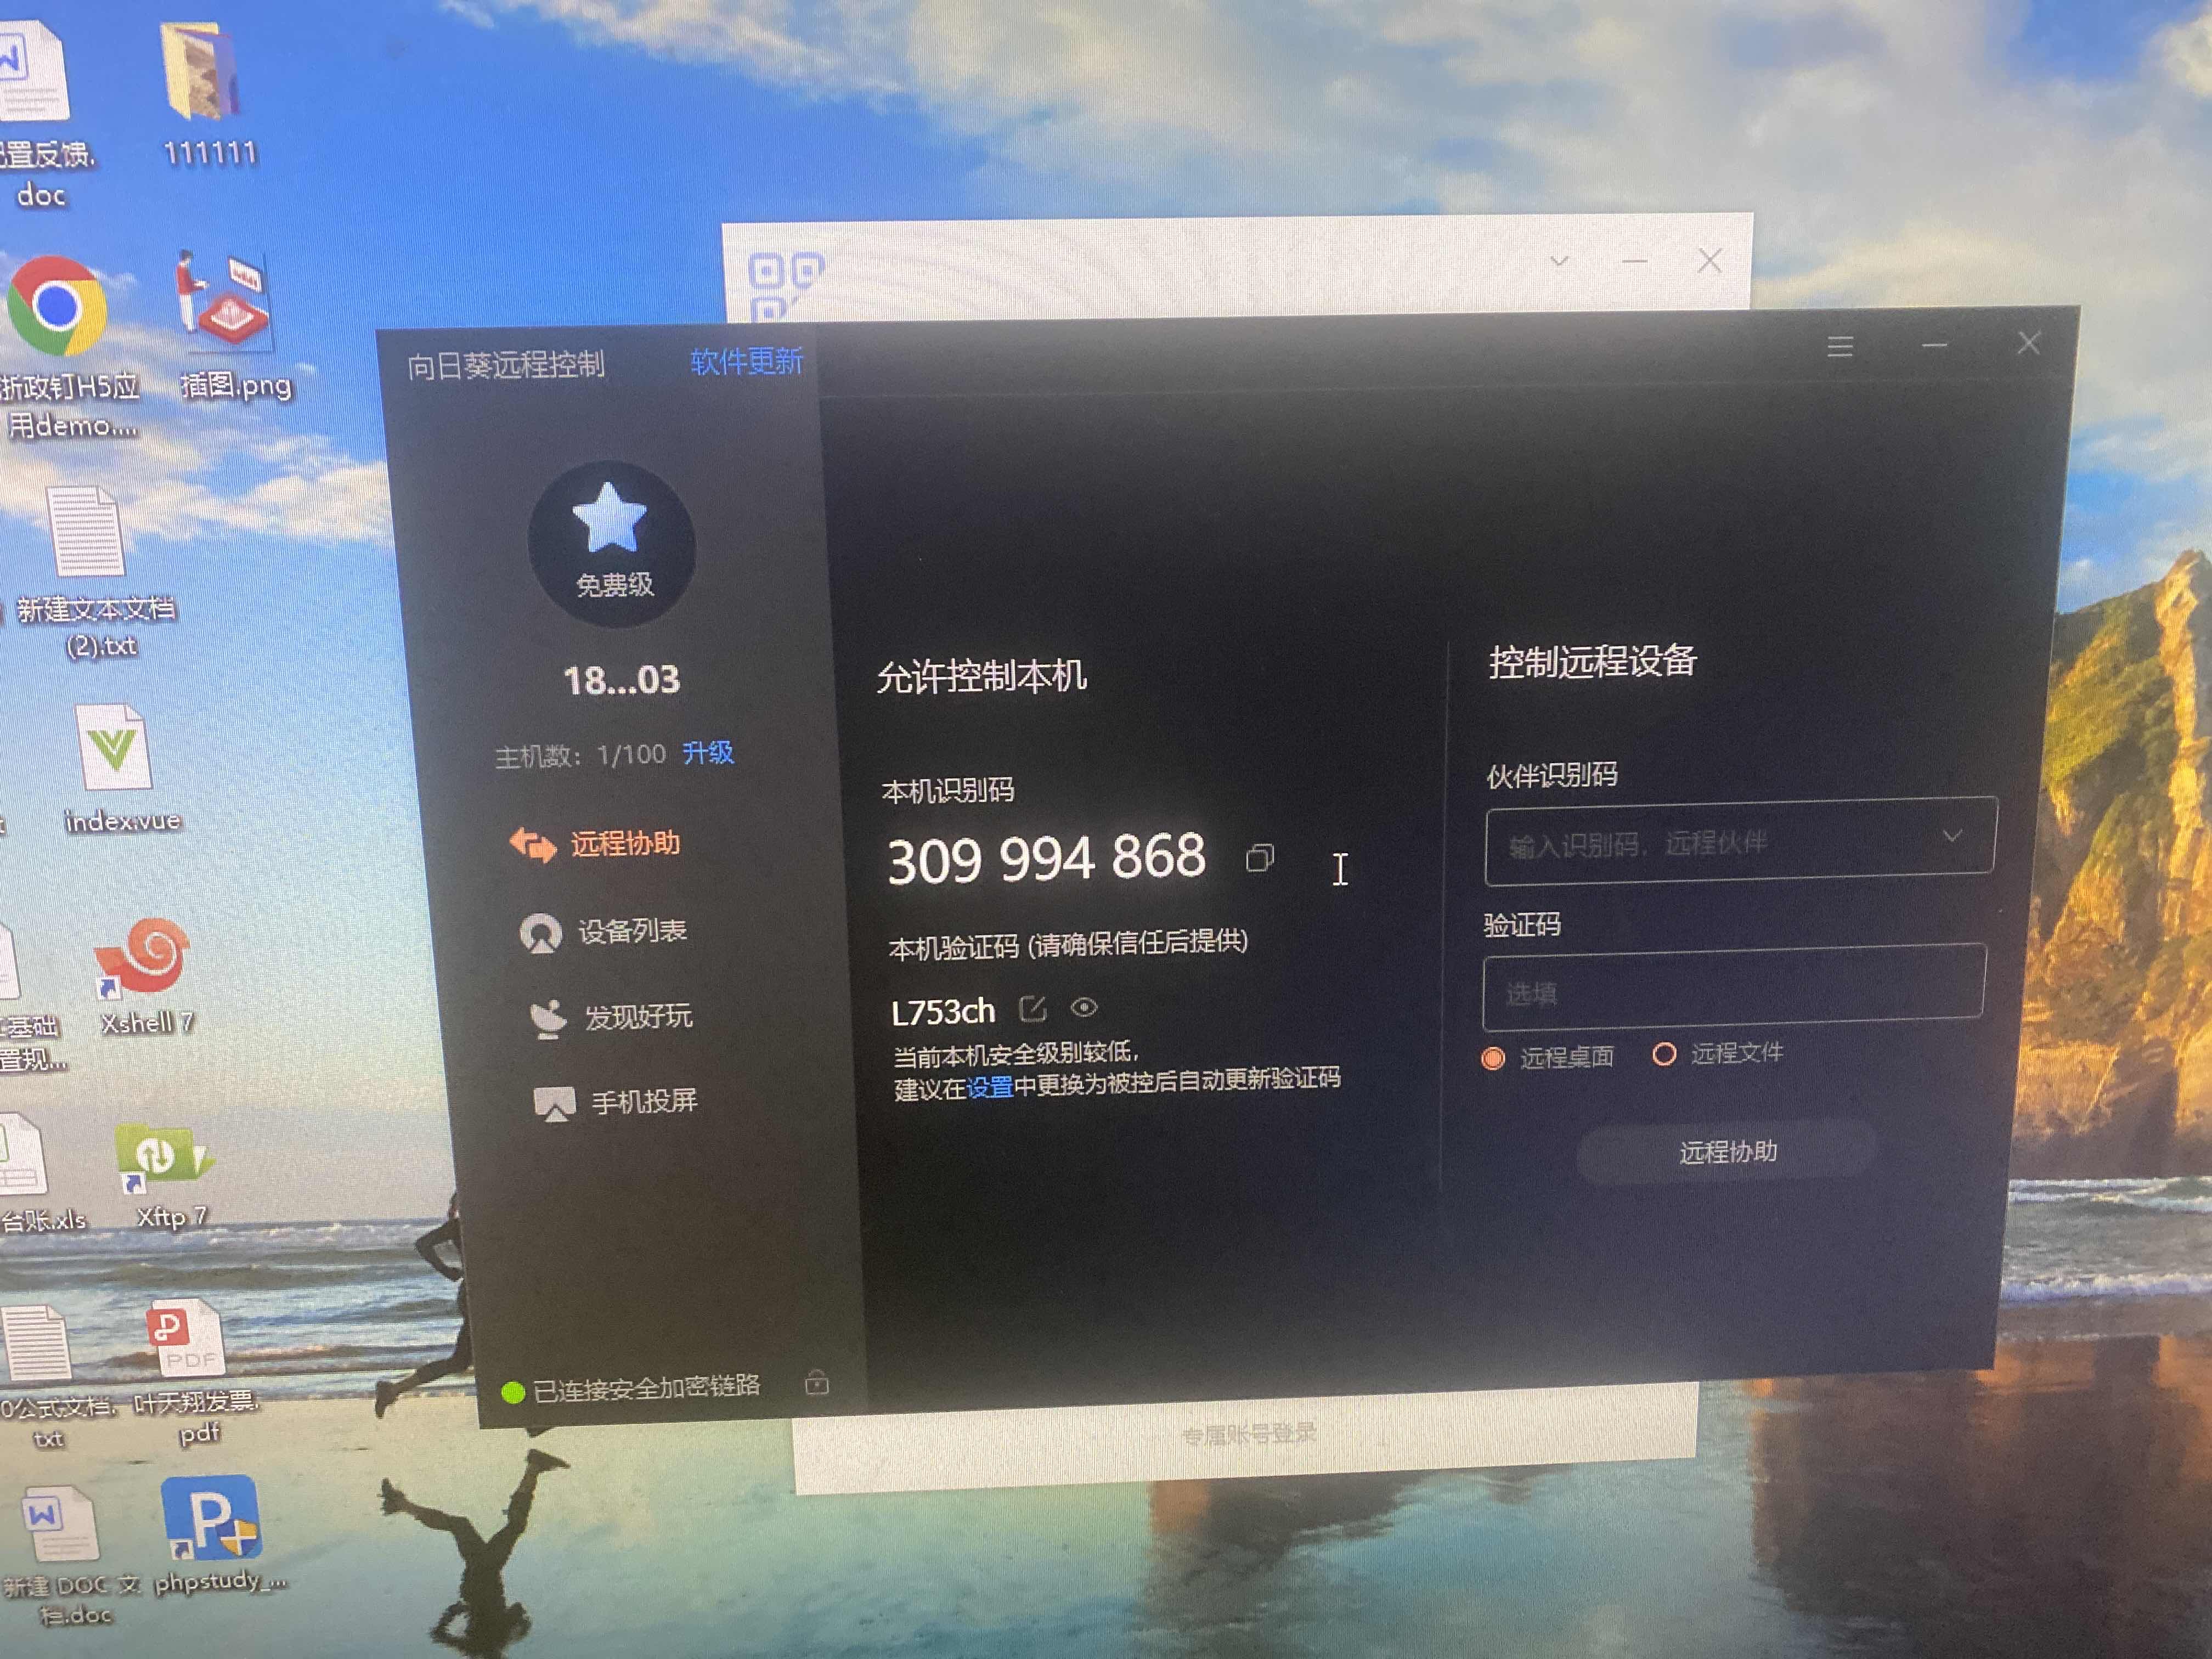 置反馈.
doc
111111
浙政钉H5应
用demo....
插图.png
新建文本文档
(2).txt
index.vue
Xshell 7
基础
置规...
台账.xls
Xftp 7
0公式文档.
txt
叶天翔发票.
pdf
PDF
新建 DOC 文
档.doc
phpstudy_...
向日葵远程控制
软件更新
免费级
18...03
主机数: 1/100 升级
远程协助
设备列表
发现好玩
手机投屏
已连接安全加密链路
允许控制本机
本机识别码
309 994 868
本机验证码 (请确保信任后提供)
L753ch
当前本机安全级别较低,
建议在设置中更换为被控后自动更新验证码
控制远程设备
伙伴识别码
输入识别码, 远程伙伴
验证码
选填
远程桌面
远程文件
远程协助
专属账号登录